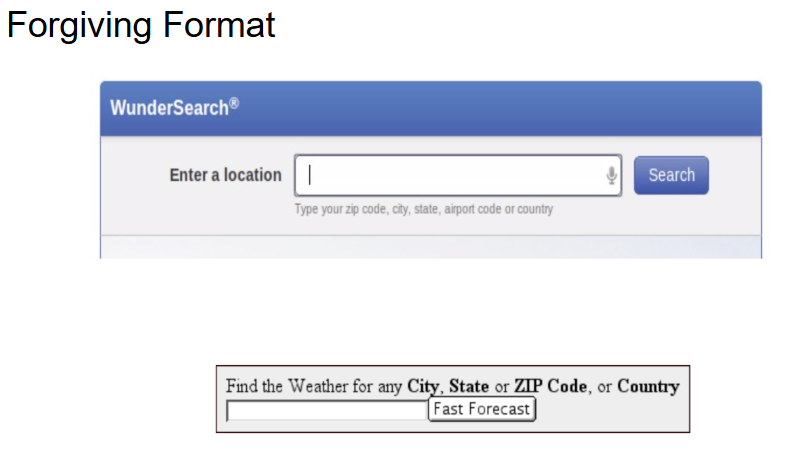 Forgiving Format
WunderSearch®
Enter a location
Search
Type your zip code, city, state, airport code or country
Find the Weather for any City, State or ZIP Code, or Country
Fast Forecast